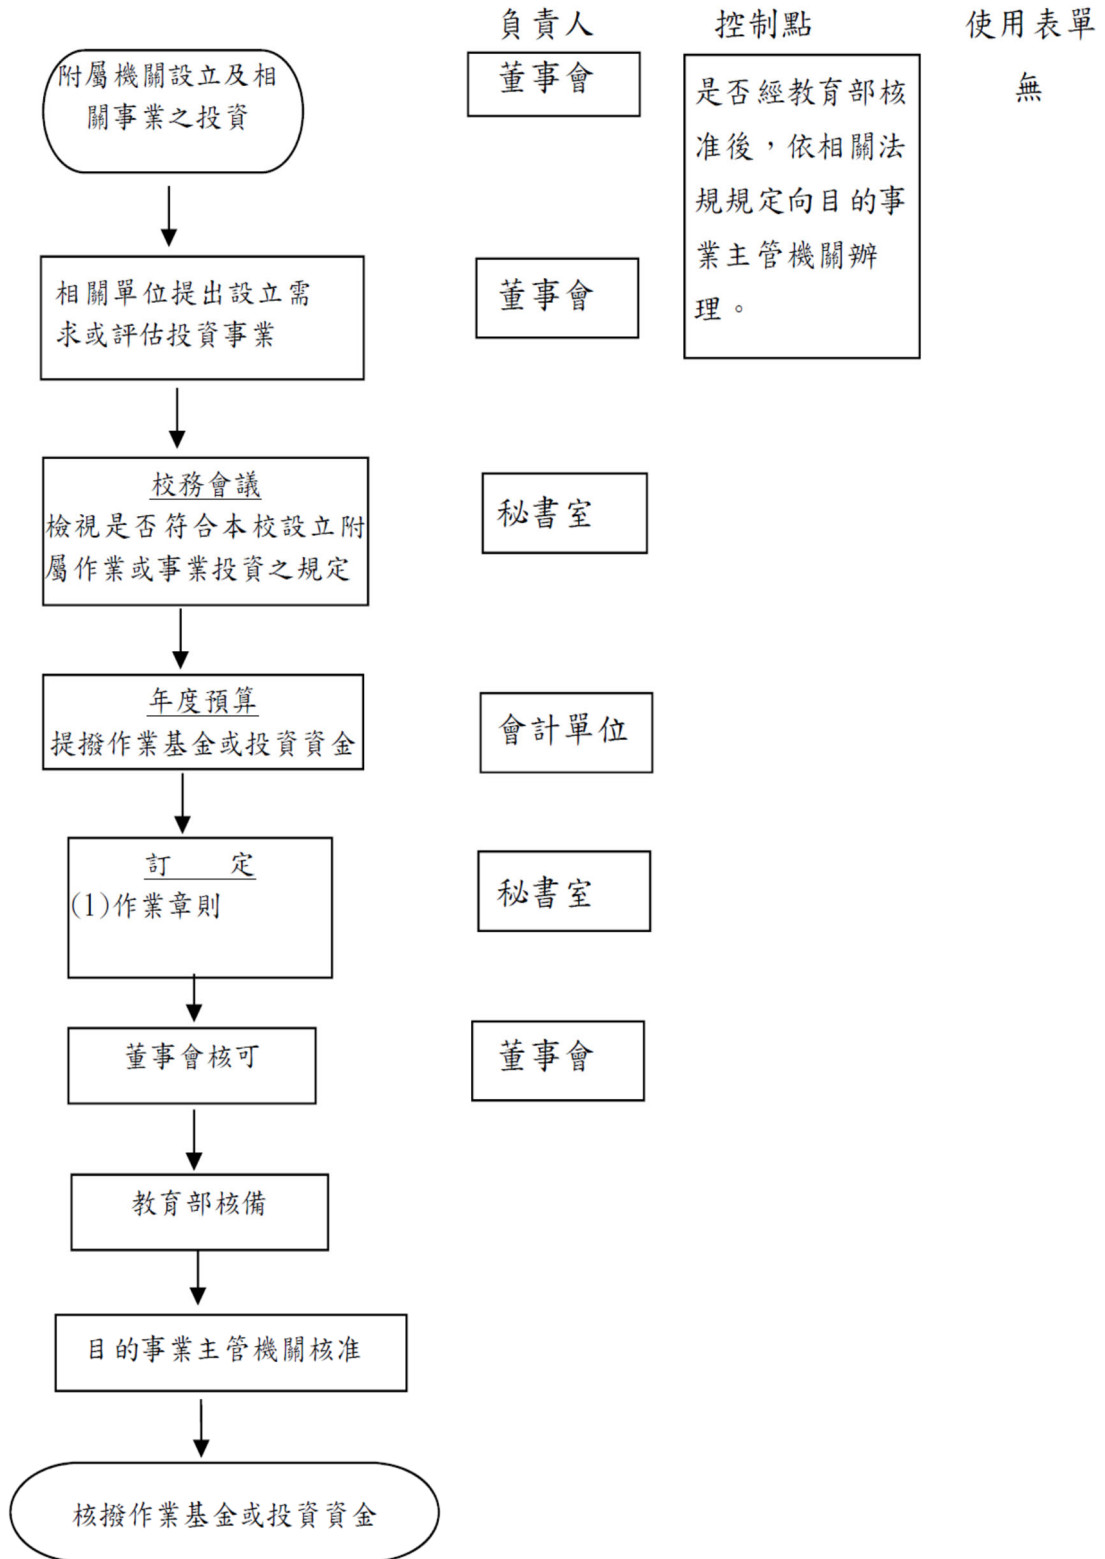 負責人
控制點
使用表單
附屬機關設立及相
關事業之投資
董事會
是否經教育部核
准後，依相關法
規規定向目的事
業主管機關辦
理。
無
相關單位提出設立需
求或評估投資事業
董事會
校務會議
檢視是否符合本校設立附
屬作業或事業投資之規定
秘書室
年度預算
提撥作業基金或投資資金
會計單位
訂　　定
(1)作業章則
秘書室
董事會核可
董事會
教育部核備
目的事業主管機關核准
核撥作業基金或投資資金